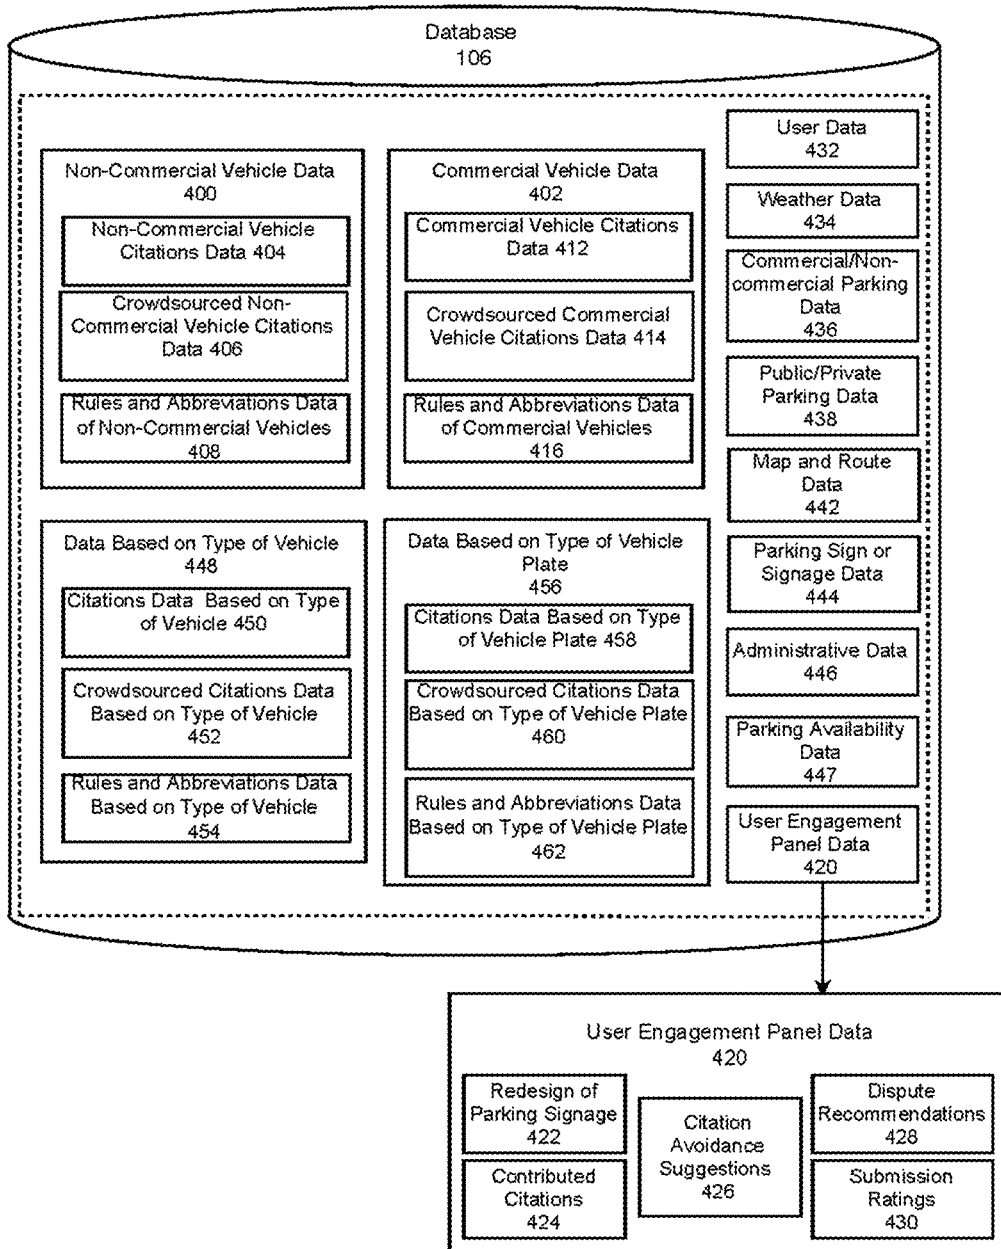 Database
106
Non-Commercial Vehicle Data
400
Non-Commercial Vehicle
Citations Data 404
Crowdsourced Non-
Commercial Vehicle Citations
Data 406
Rules and Abbreviations Data
of Non-Commercial Vehicles
408
Commercial Vehicle Data
402
Commercial Vehicle Citations
Data 412
Crowdsourced Commercial
Vehicle Citations Data 414
Rules and Abbreviations Data
of Commercial Vehicles
416
Data Based on Type of Vehicle
448
Citations Data Based on Type
of Vehicle 450
Crowdsourced Citations Data
Based on Type of Vehicle
452
Rules and Abbreviations Data
Based on Type of Vehicle
454
Data Based on Type of Vehicle
Plate
456
Citations Data Based on Type
of Vehicle Plate 458
Crowdsourced Citations Data
Based on Type of Vehicle Plate
460
Rules and Abbreviations Data
Based on Type of Vehicle Plate
462
User Data
432
Weather Data
434
Commercial/Non-
commercial Parking
Data
436
Public/Private
Parking Data
438
Map and Route
Data
442
Parking Sign or
Signage Data
444
Administrative Data
446
Parking Availability
Data
447
User Engagement
Panel Data
420
User Engagement Panel Data
420
Redesign of
Parking Signage
422
Contributed
Citations
424
Citation
Avoidance
Suggestions
426
Dispute
Recommendations
428
Submission
Ratings
430